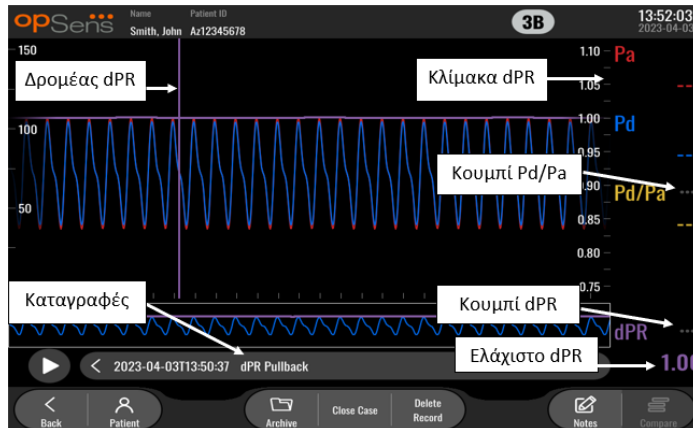 opSens
Name Patient ID
Smith, John Az12345678
3B
13:52:03
2023-04-03
150
100
50
Δρομέας dPR
Κλίμακα dPR
1.10
1.05
1.00
0.95
0.90
0.85
0.80
0.75
Pa
--
Pd
--
Κουμπί Pd/Pa
---
Pd/Pa
--
Καταγραφές
Κουμπί dPR
---
dPR
Ελάχιστο dPR
1.00
2023-04-03T13:50:37 dPR Pullback
Back
Patient
Archive
Close Case
Delete
Record
Notes
Compare